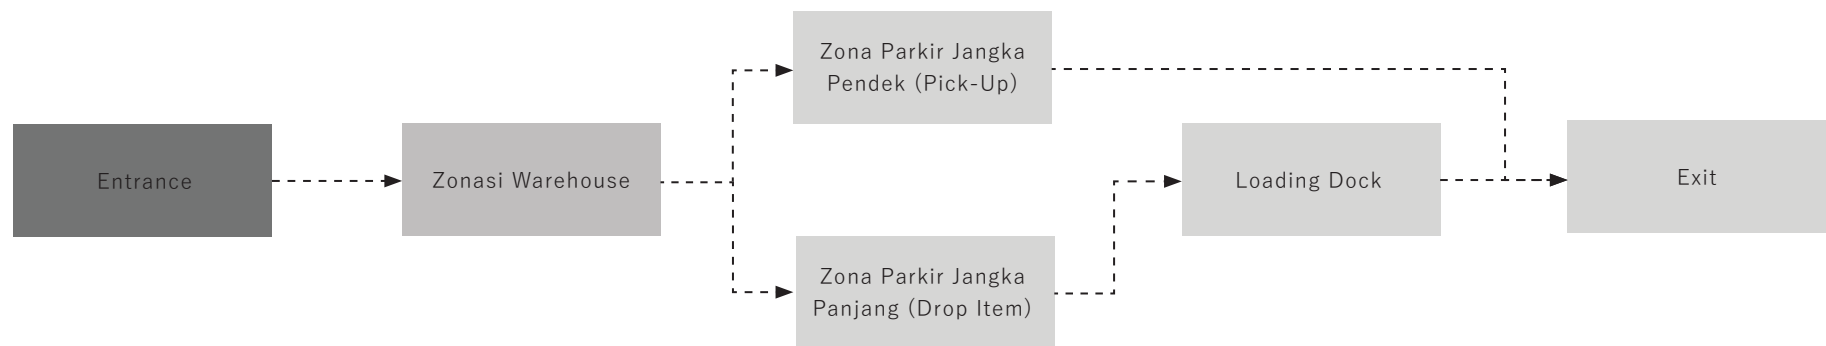 Entrance
Zonasi Warehouse
Zona Parkir Jangka
Pendek (Pick-Up)
Zona Parkir Jangka
Panjang (Drop Item)
Loading Dock
Exit